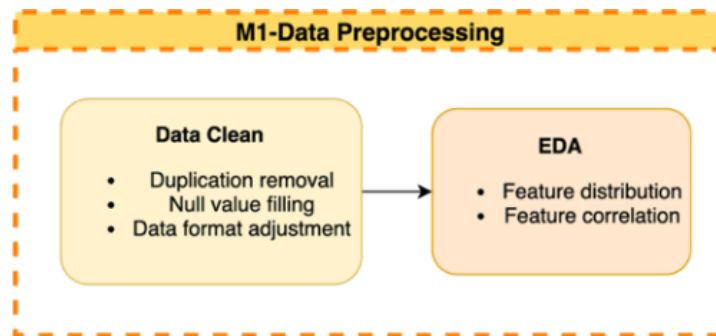 M1-Data Preprocessing
Data Clean
• Duplication removal
• Null value filling
• Data format adjustment
EDA
• Feature distribution
• Feature correlation